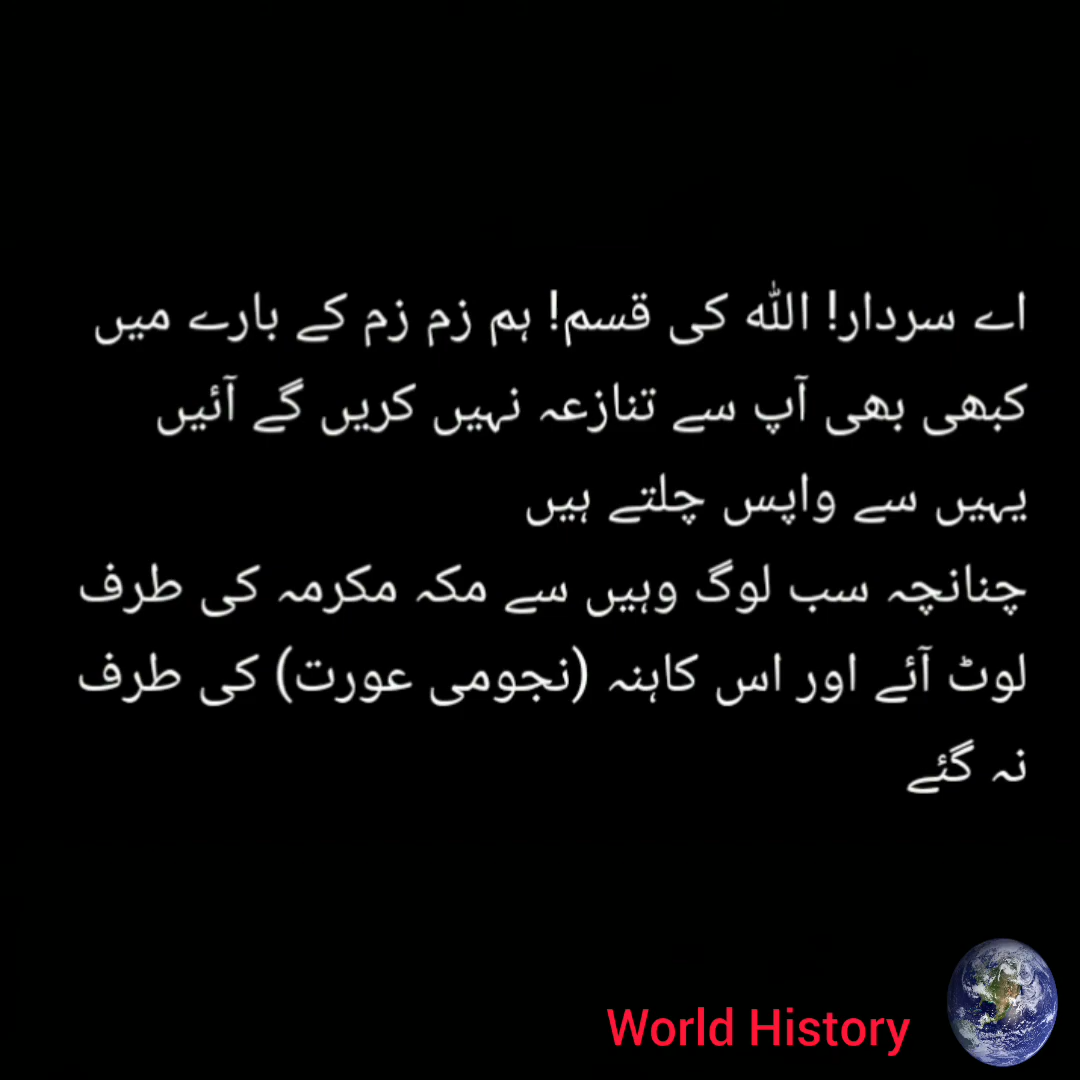 اے سردار! اللہ کی قسم! ہم زم زم کے بارے میں
کبھی بھی آپ سے تنازعہ نہیں کریں گے آئیں
یہیں سے واپس چلتے ہیں
چنانچہ سب لوگ وہیں سے مکہ مکرمہ کی طرف
لوٹ آئے اور اس کاہنہ (نجومی عورت) کی طرف
نہ گئے
World History